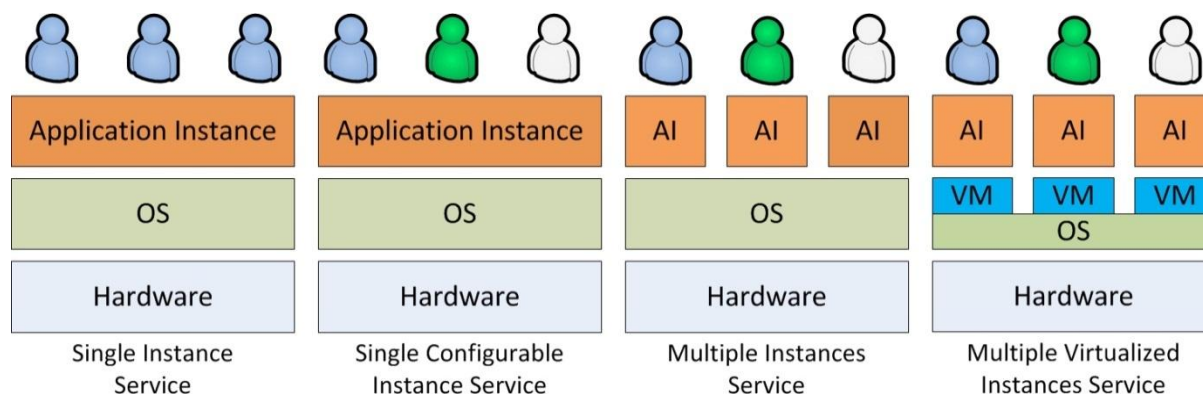 Application Instance
OS
Hardware
Single Instance
Service
Application Instance
OS
Hardware
Single Configurable
Instance Service
AI AI AI
OS
Hardware
Multiple Instances
Service
AI AI AI
VM VM VM
OS
Hardware
Multiple Virtualized
Instances Service